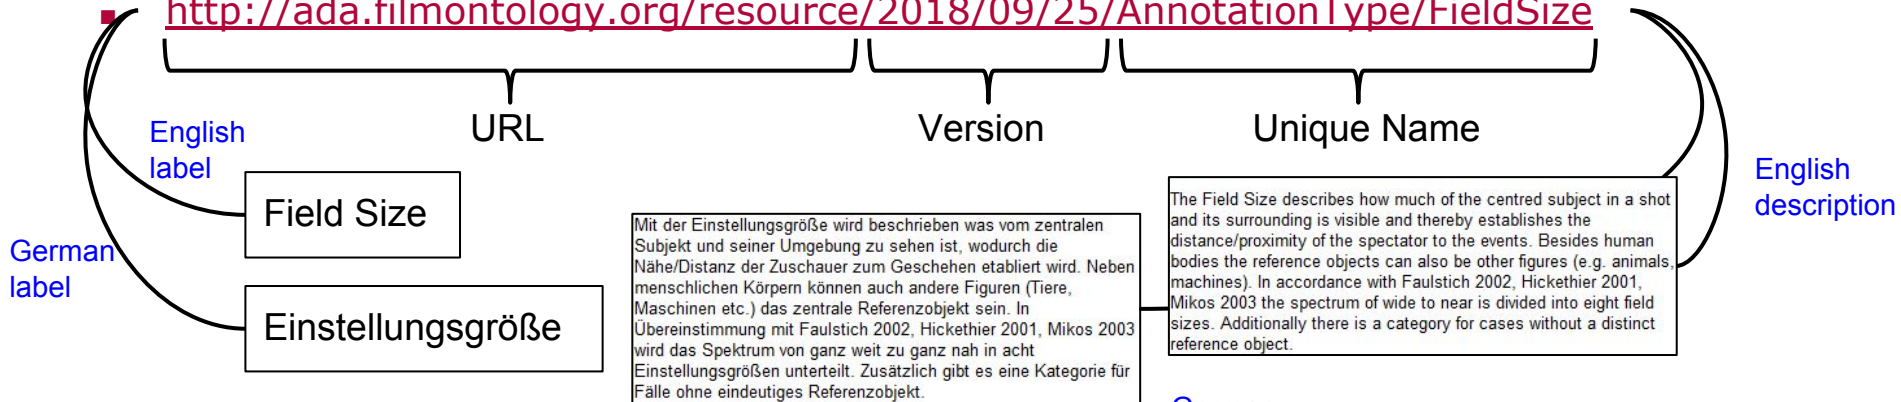 http://ada.filmontology.org/resource/2018/09/25/AnnotationType/FieldSize
URL
Version
Unique Name
English
label
Field Size
German
label
Einstellungsgröße
Mit der Einstellungsgröße wird beschrieben was vom zentralen
Subjekt und seiner Umgebung zu sehen ist, wodurch die
Nähe/Distanz der Zuschauer zum Geschehen etabliert wird. Neben
menschlichen Körpern können auch andere Figuren (Tiere,
Maschinen etc.) das zentrale Referenzobjekt sein. In
Übereinstimmung mit Faulstich 2002, Hickethier 2001, Mikos 2003
wird das Spektrum von ganz weit zu ganz nah in acht
Einstellungsgrößen unterteilt. Zusätzlich gibt es eine Kategorie für
Fälle ohne eindeutiges Referenzobjekt.
The Field Size describes how much of the centred subject in a shot
and its surrounding is visible and thereby establishes the
distance/proximity of the spectator to the events. Besides human
bodies the reference objects can also be other figures (e.g. animals,
machines). In accordance with Faulstich 2002, Hickethier 2001,
Mikos 2003 the spectrum of wide to near is divided into eight field
sizes. Additionally there is a category for cases without a distinct
reference object.
English
description